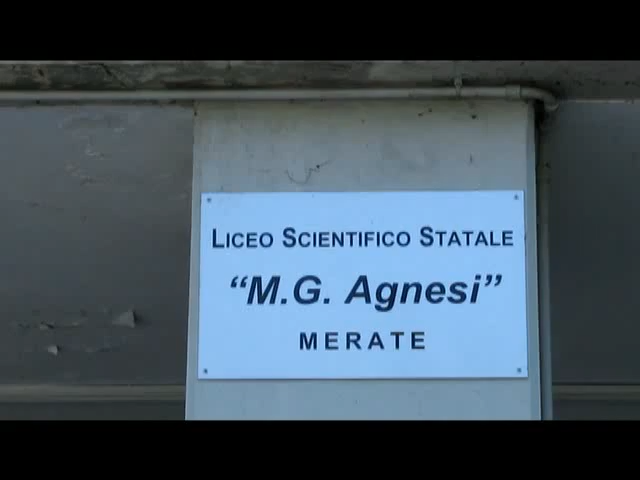 LICEO SCIENTIFICO STATALE
“M.G. Agnesi”
MERATE